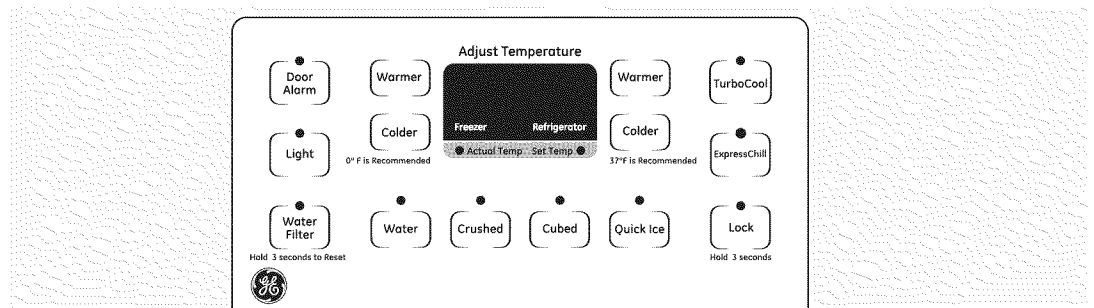 Adjust Temperature
Door
Alarm
Warmer
Warmer
TurboCool
Freezer
Refrigerator
Colder
Colder
Light
Actual Temp
Set Temp
ExpressChill
0° F is Recommended
37°F is Recommended
Water
Filter
Water
Crushed
Cubed
Quick Ice
Lock
Hold 3 seconds to Reset
Hold 3 seconds
GE